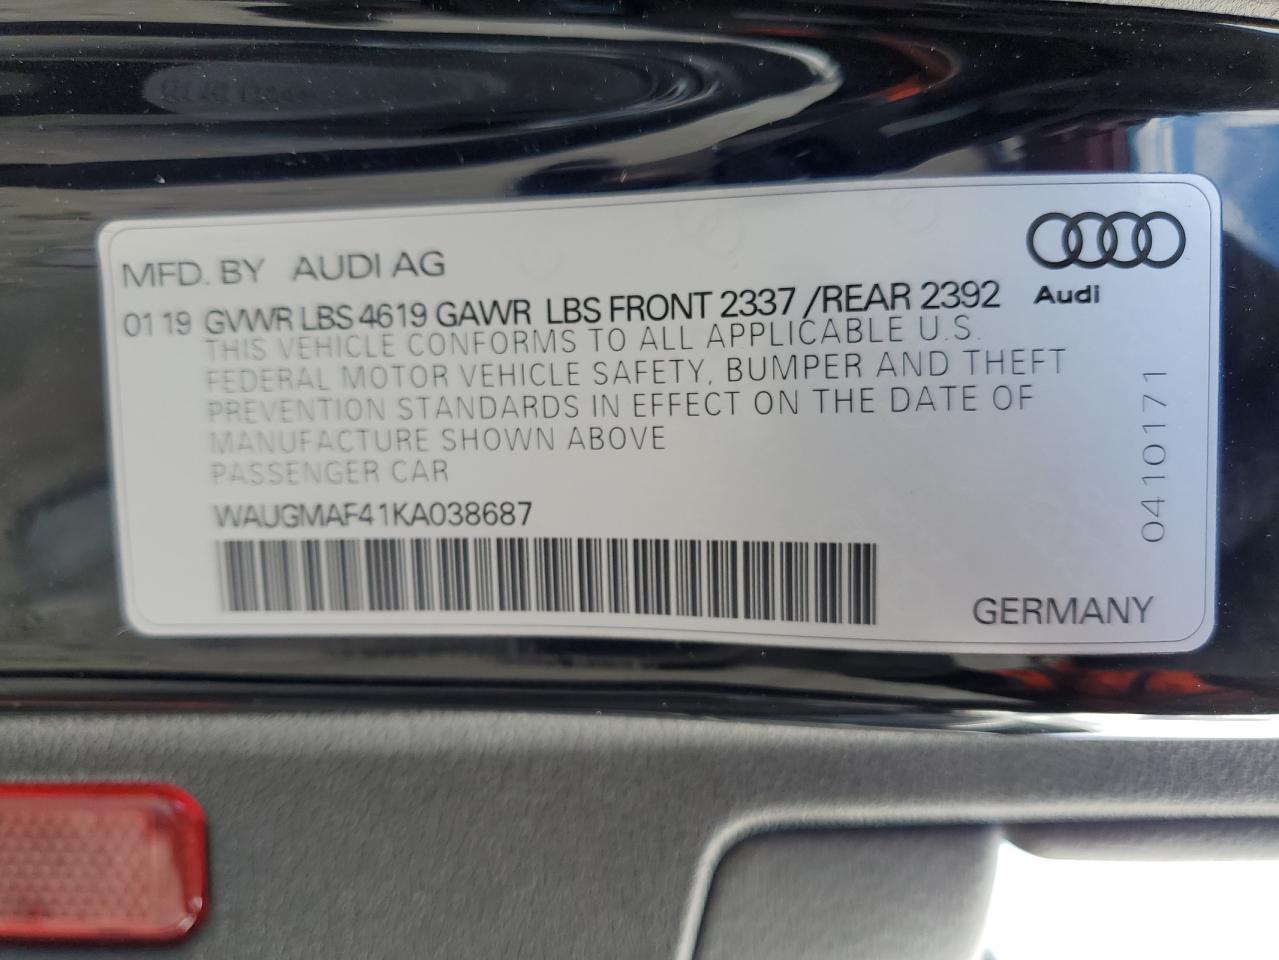 MFD. BY AUDI AG
01 19 GVWR LBS 4619 GAWR LBS FRONT 2337 /REAR 2392
Audi
THIS VEHICLE CONFORMS TO ALL APPLICABLE U.S.
FEDERAL MOTOR VEHICLE SAFETY, BUMPER AND THEFT
PREVENTION STANDARDS IN EFFECT ON THE DATE OF
MANUFACTURE SHOWN ABOVE
PASSENGER CAR
WAUGMAF41KA038687
0410171
GERMANY